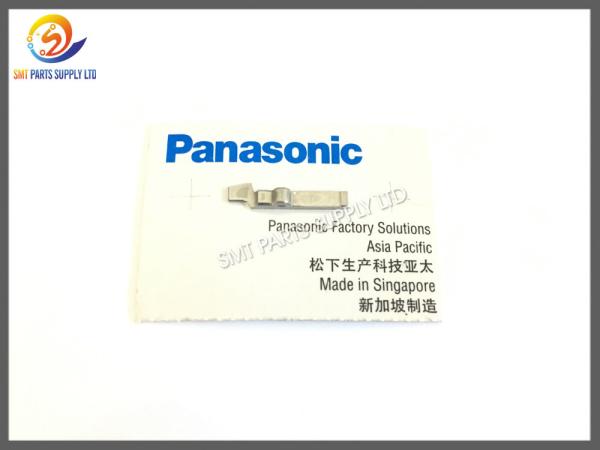 SMT PARTS SUPPLY LTD
Panasonic
SMT PARTS SUPPLY LTD.
Panasonic Factory Solutions
Asia Pacific
松下生产科技亚太
Made in Singapore
新加坡制造